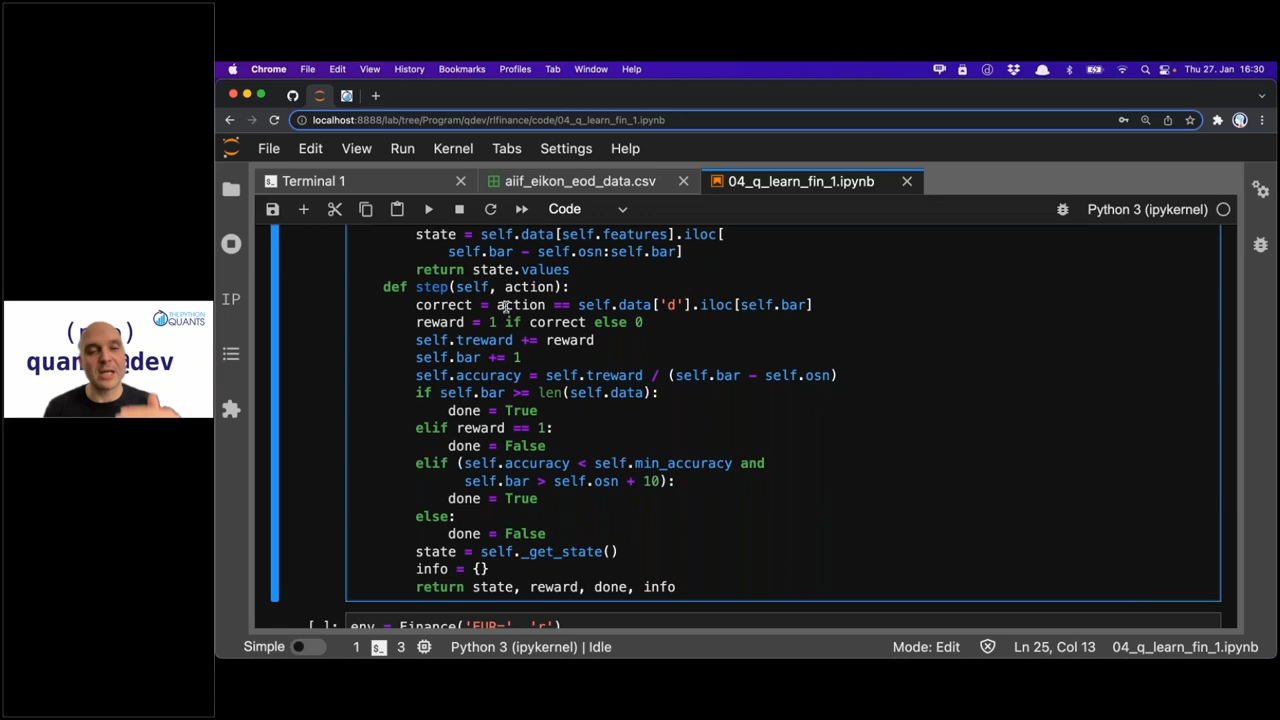 Chrome File Edit View History Bookmarks Profiles Tab Window Help Thu 27. Jan 16:30
localhost:8888/lab/tree/Program/qdev/rlfinance/code/04_q_learn_fin_1.ipynb
File Edit View Run Kernel Tabs Settings Help
Terminal 1 aiif_eikon_eod_data.csv 04_q_learn_fin_1.ipynb
Code Python 3 (ipykernel)
state = self.data[self.features].iloc[
self.bar - self.osn:self.bar]
return state.values
def step(self, action):
correct = action == self.data['d'].iloc[self.bar]
reward = 1 if correct else 0
self.treward += reward
self.bar += 1
self.accuracy = self.treward / (self.bar - self.osn)
if self.bar >= len(self.data):
done = True
elif reward == 1:
done = False
elif (self.accuracy < self.min_accuracy and
self.bar > self.osn + 10):
done = True
else:
done = False
state = self._get_state()
info = {}
return state, reward, done, info
[ ]: env = Finance('EUR=', 'r')
Simple 1 $_ 3 Python 3 (ipykernel) | Idle Mode: Edit Ln 25, Col 13 04_q_learn_fin_1.ipynb
IP
THE PYTHON
QUANTS
quan @dev